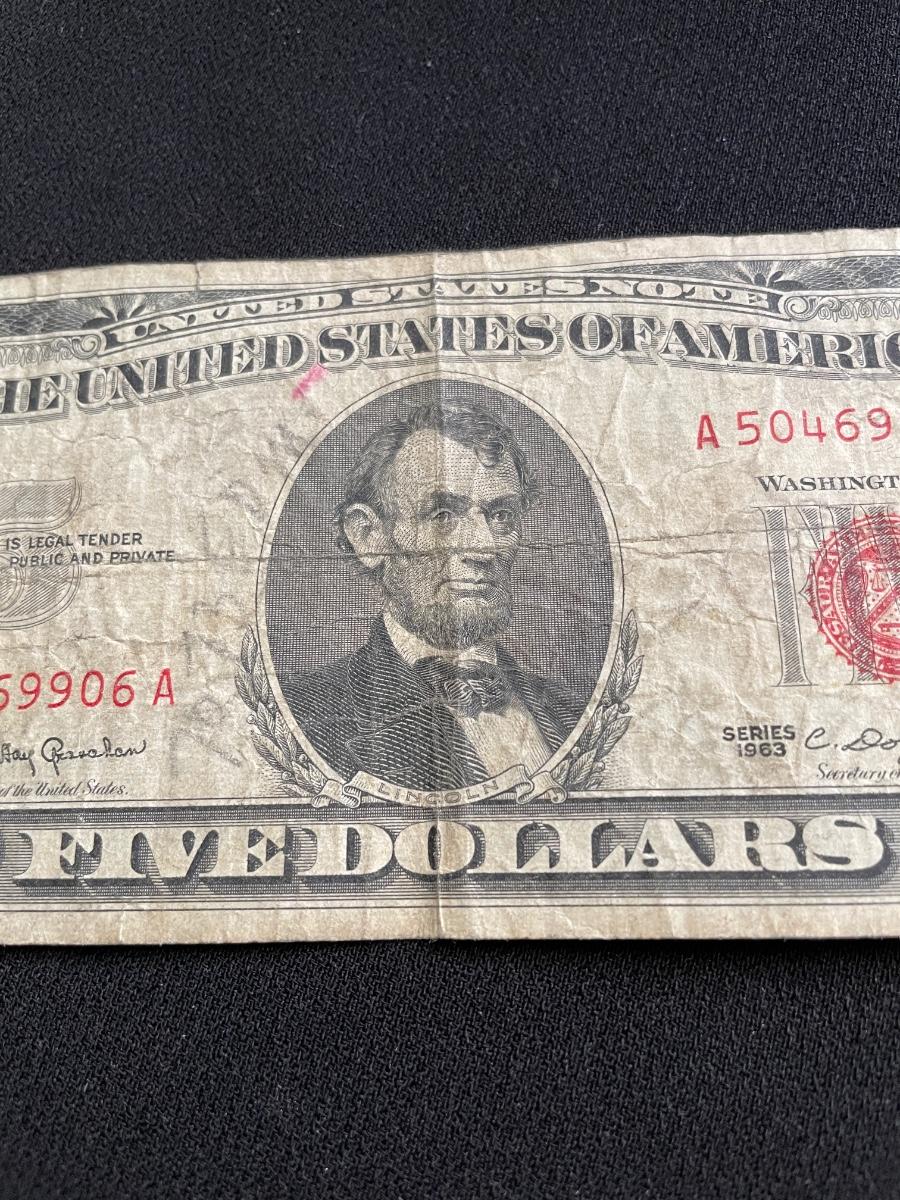 UNITED STATES NOTE
THE UNITED STATES OF AMERIC
A 50469
WASHINGT
IS LEGAL TENDER
PUBLIC AND PRIVATE
69906 A
SERIES
1963
C. Do
of the United States.
Secretary o
LINCOLN
FIVE DOLLARS